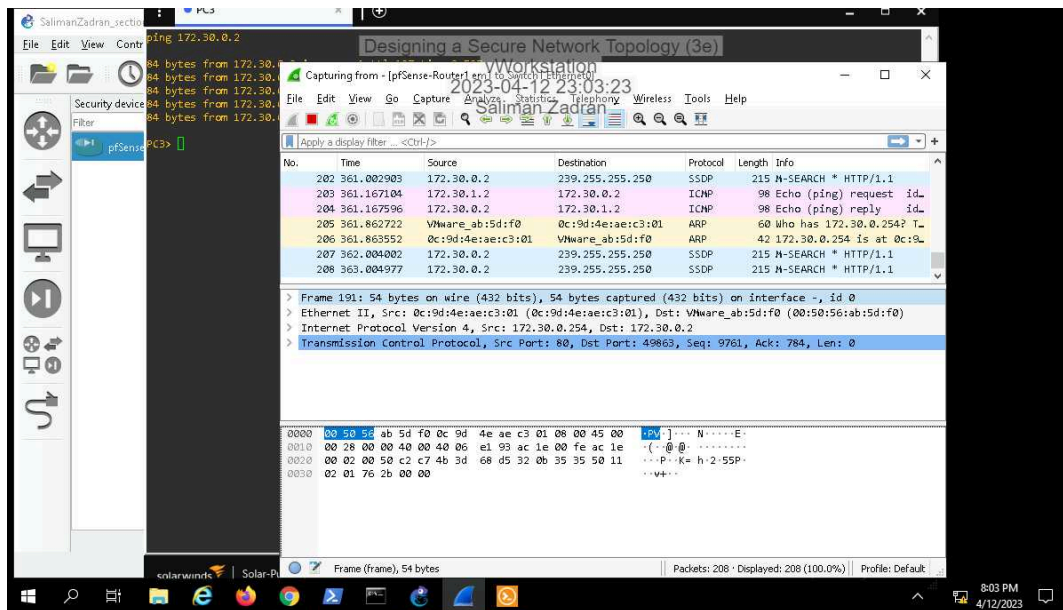 SalimanZadran_sectio
File Edit View Contr
Security device
Filter
pfSense
PC3
ping 172.30.0.2
84 bytes from 172.30.
84 bytes from 172.30.
84 bytes from 172.30.
84 bytes from 172.30.
84 bytes from 172.30.
PC3>
Designing a Secure Network Topology (3e)
vWorkstation
2023-04-12 23:03:23
Saliman Zadran
Capturing from - [pfSense-Router1 em1 to Switch1 Ethernet0]
File Edit View Go Capture Analyze Statistics Telephony Wireless Tools Help
Apply a display filter ... <Ctrl-/>
No. Time Source Destination Protocol Length Info
202 361.002903 172.30.0.2 239.255.255.250 SSDP 215 M-SEARCH * HTTP/1.1
203 361.167104 172.30.1.2 172.30.0.2 ICMP 98 Echo (ping) request id…
204 361.167596 172.30.0.2 172.30.1.2 ICMP 98 Echo (ping) reply id…
205 361.862722 VMware_ab:5d:f0 0c:9d:4e:ae:c3:01 ARP 60 Who has 172.30.0.254? T…
206 361.863552 0c:9d:4e:ae:c3:01 VMware_ab:5d:f0 ARP 42 172.30.0.254 is at 0c:9…
207 362.004002 172.30.0.2 239.255.255.250 SSDP 215 M-SEARCH * HTTP/1.1
208 363.004977 172.30.0.2 239.255.255.250 SSDP 215 M-SEARCH * HTTP/1.1
> Frame 191: 54 bytes on wire (432 bits), 54 bytes captured (432 bits) on interface -, id 0
> Ethernet II, Src: 0c:9d:4e:ae:c3:01 (0c:9d:4e:ae:c3:01), Dst: VMware_ab:5d:f0 (00:50:56:ab:5d:f0)
> Internet Protocol Version 4, Src: 172.30.0.254, Dst: 172.30.0.2
> Transmission Control Protocol, Src Port: 80, Dst Port: 49863, Seq: 9761, Ack: 784, Len: 0
0000 00 50 56 ab 5d f0 0c 9d 4e ae c3 01 08 00 45 00 ·PV·]··· N·····E·
0010 00 28 00 00 40 00 40 06 e1 93 ac 1e 00 fe ac 1e ·(··@·@· ········
0020 00 02 00 50 c2 c7 4b 3d 68 d5 32 0b 35 35 50 11 ···P··K= h·2·55P·
0030 02 01 76 2b 00 00 ··v+··
Frame (frame), 54 bytes
Packets: 208 · Displayed: 208 (100.0%)
Profile: Default
solarwinds
Solar-Pu
8:03 PM
4/12/2023